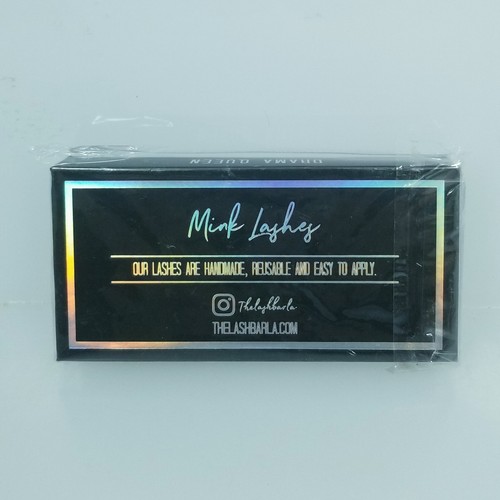 DRAMA QUEEN
Mink Lashes
OUR LASHES ARE HANDMADE, REUSABLE AND EASY TO APPLY.
Thelashbarla
THELASHBARLA.COM